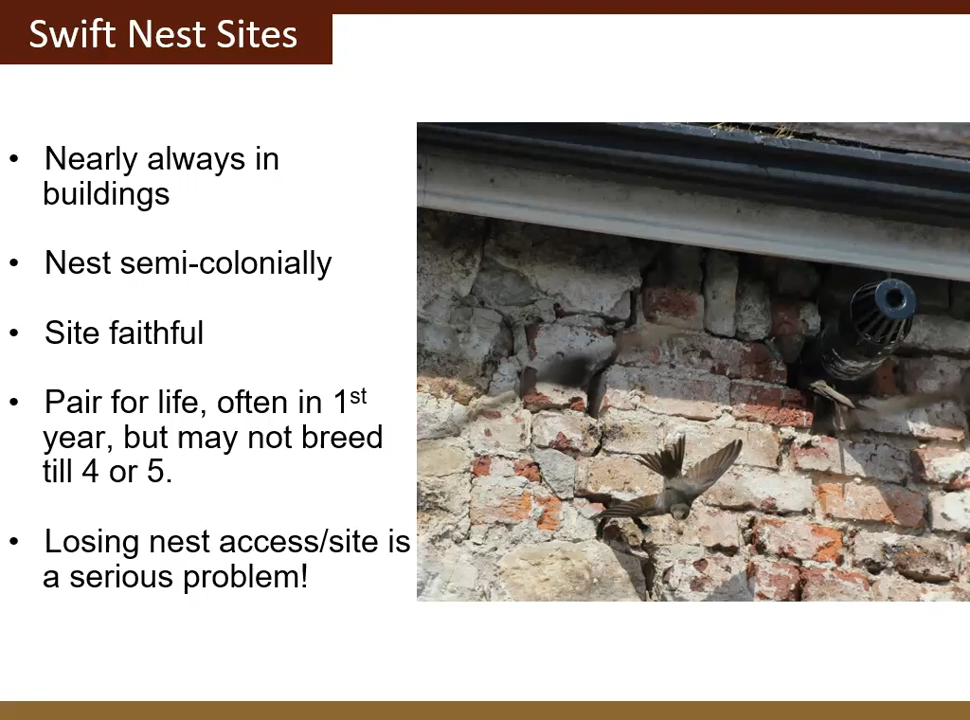 Swift Nest Sites
• Nearly always in
buildings
• Nest semi-colonially
• Site faithful
• Pair for life, often in 1st
year, but may not breed
till 4 or 5.
• Losing nest access/site is
a serious problem!